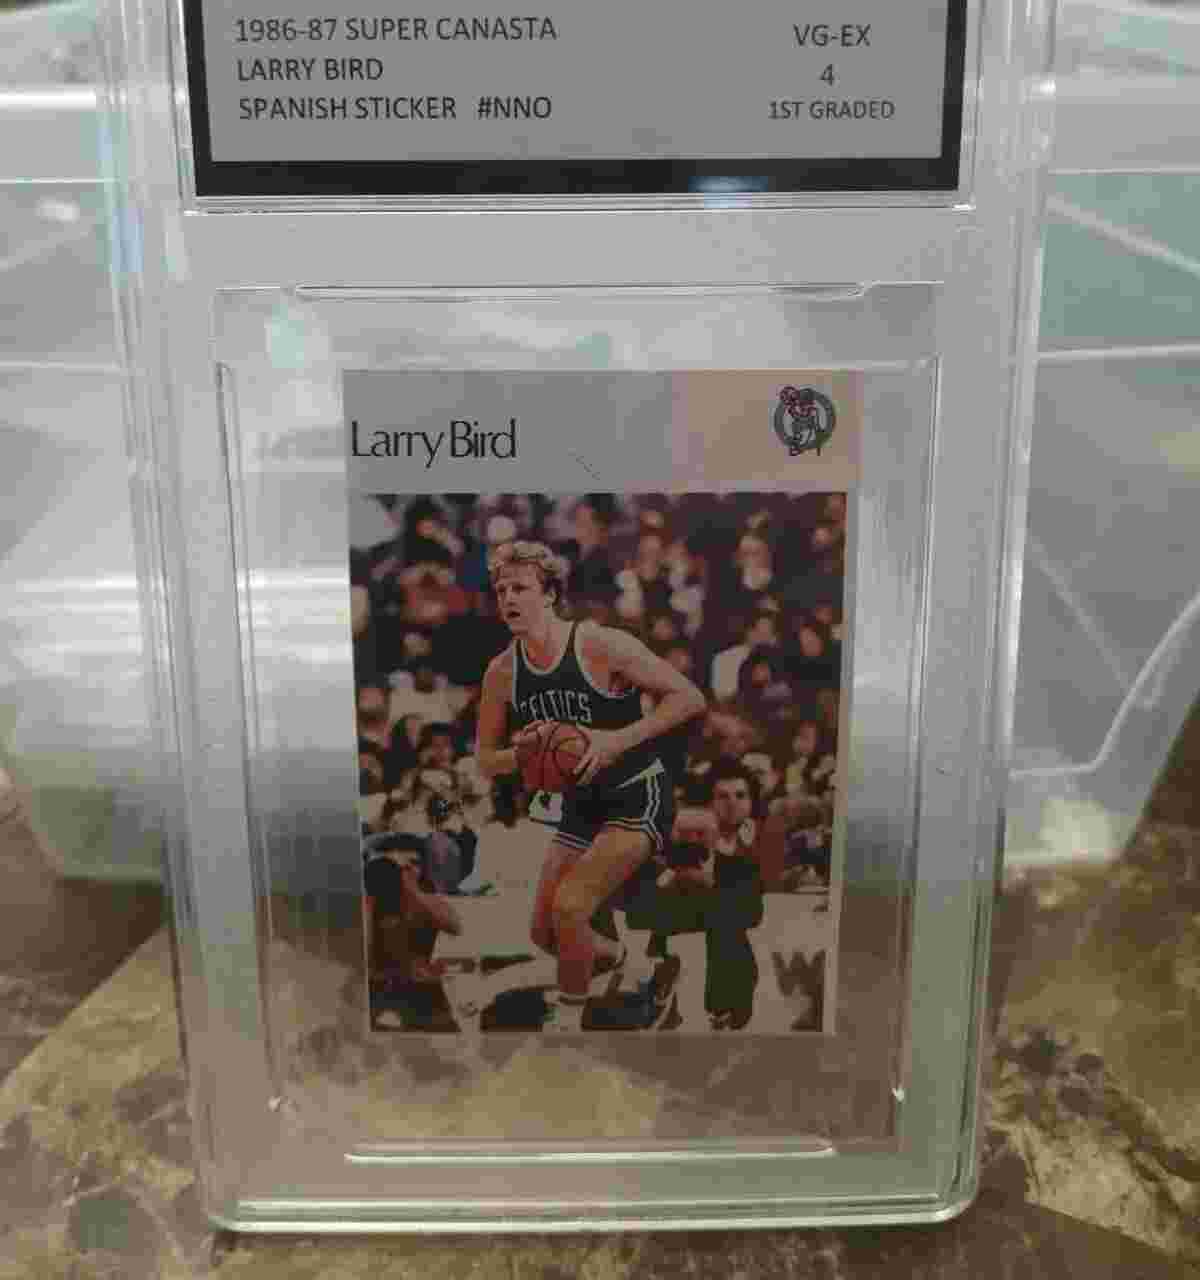 1986-87 SUPER CANASTA
LARRY BIRD
SPANISH STICKER #NNO
VG-EX
4
1ST GRADED
Larry Bird
CELTICS
W